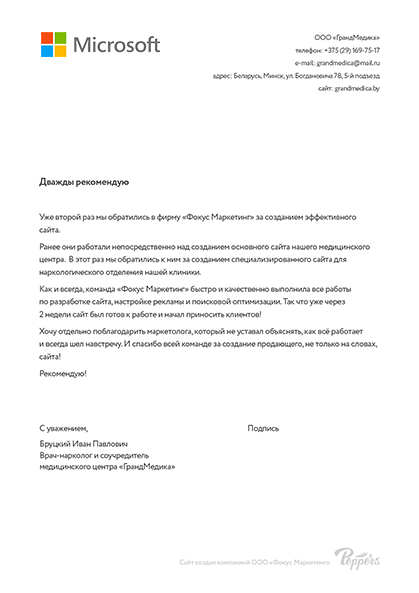 Microsoft
ООО «ГрандМедика»
телефон: +375 (29) 169-75-17
e-mail: grandmedica@mail.ru
адрес: Беларусь, Минск, ул. Богдановича 78, 5-й подъезд
сайт: grandmedica.by
Дважды рекомендую
Уже второй раз мы обратились в фирму «Фокус Маркетинг» за созданием эффективного
сайта.
Ранее они работали непосредственно над созданием основного сайта нашего медицинского
центра. В этот раз мы обратились к ним за созданием специализированного сайта для
наркологического отделения нашей клиники.
Как и всегда, команда «Фокус Маркетинг» быстро и качественно выполнила все работы
по разработке сайта, настройке рекламы и поисковой оптимизации. Так что уже через
2 недели сайт был готов к работе и начал приносить клиентов!
Хочу отдельно поблагодарить маркетолога, который не уставал объяснять, как всё работает
и всегда шел навстречу. И спасибо всей команде за создание продающего, не только на словах,
сайта!
Рекомендую!
С уважением,
Подпись
Бруцкий Иван Павлович
Врач-нарколог и соучредитель
медицинского центра «ГрандМедика»
Сайт создан компанией ООО «Фокус Маркетинг»
Peppers